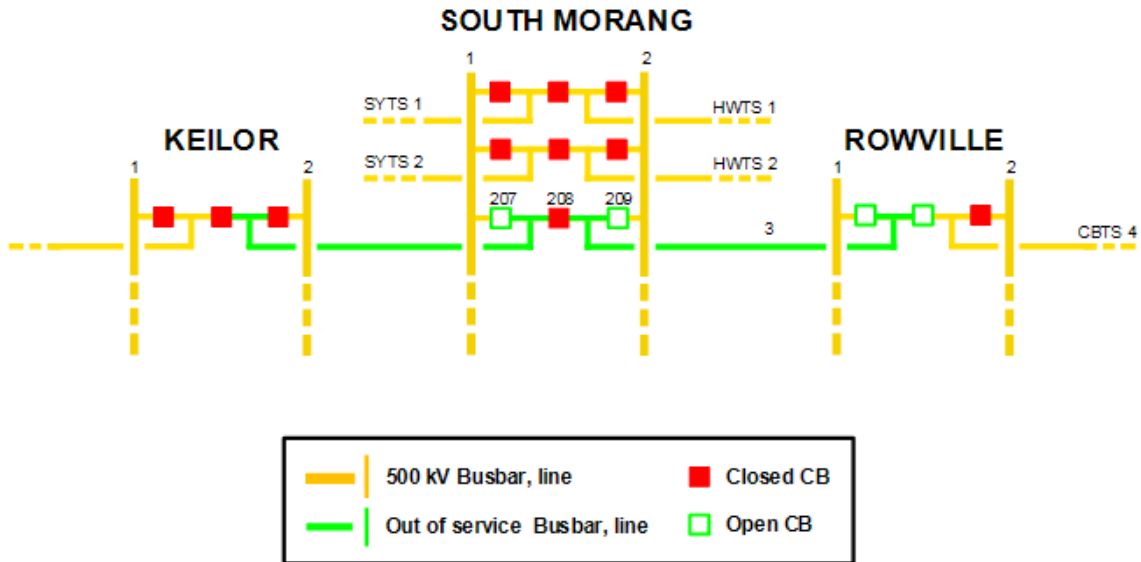 SOUTH MORANG
1
2
SYTS 1
HWTS 1
KEILOR
ROWVILLE
SYTS 2
HWTS 2
1
2
1
2
207
208
209
3
CBTS 4
500 kV Busbar, line
Closed CB
Out of service Busbar, line
Open CB